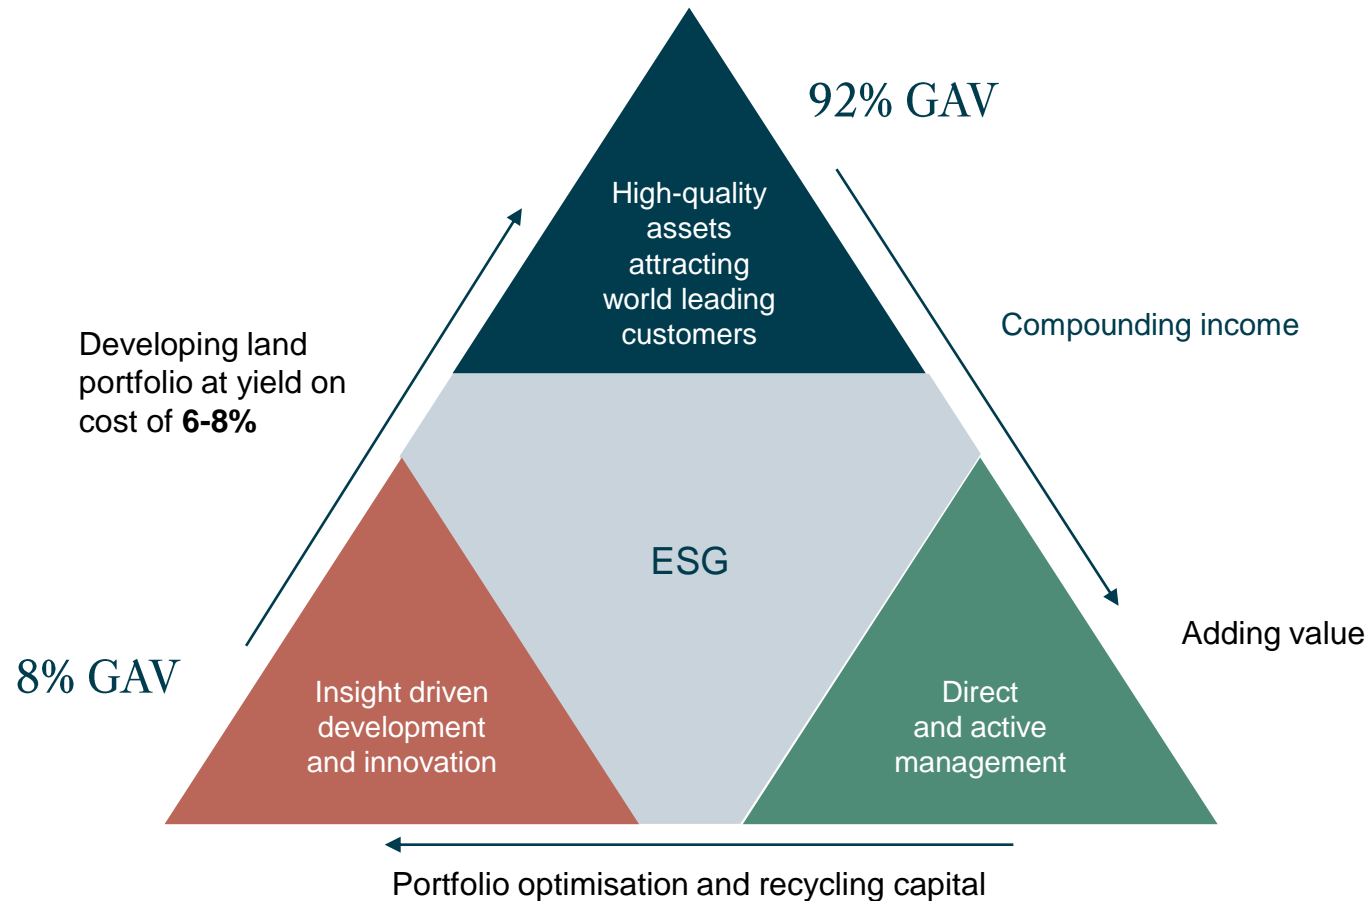 92% GAV
High-quality
assets
attracting
world leading
customers
Developing land
portfolio at yield on
cost of 6-8%
Compounding income
ESG
Adding value
8% GAV
Insight driven
development
and innovation
Direct
and active
management
Portfolio optimisation and recycling capital